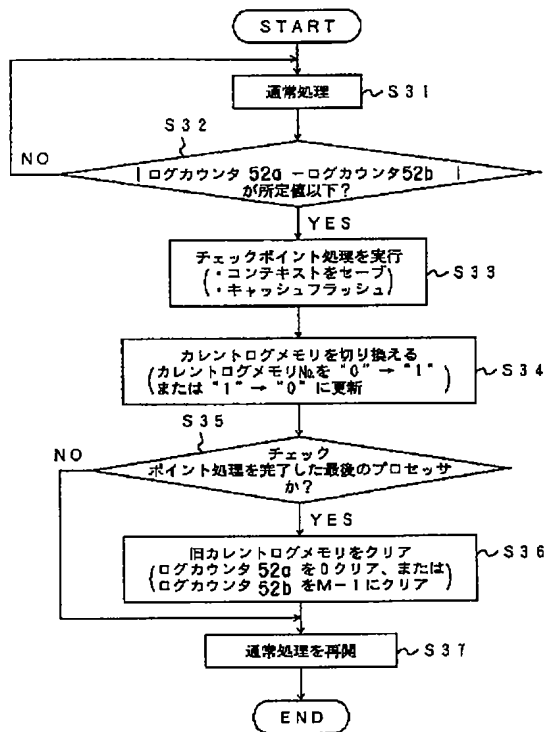 START
通常処理 S31
S32
NO
| ログカウンタ 52a －ログカウンタ52b |
が所定値以下？
YES
チェックポイント処理を実行
・コンテキストをセーブ
・キャッシュフラッシュ
S33
カレントログメモリを切り換える
(カレントログメモリNo.を "0" → "1"
または "1" → "0" に更新)
S34
S35
NO
チェック
ポイント処理を完了した最後のプロセッサ
か？
YES
旧カレントログメモリをクリア
(ログカウンタ 52a を0クリア、または
ログカウンタ 52b をM－1にクリア)
S36
通常処理を再開 S37
END